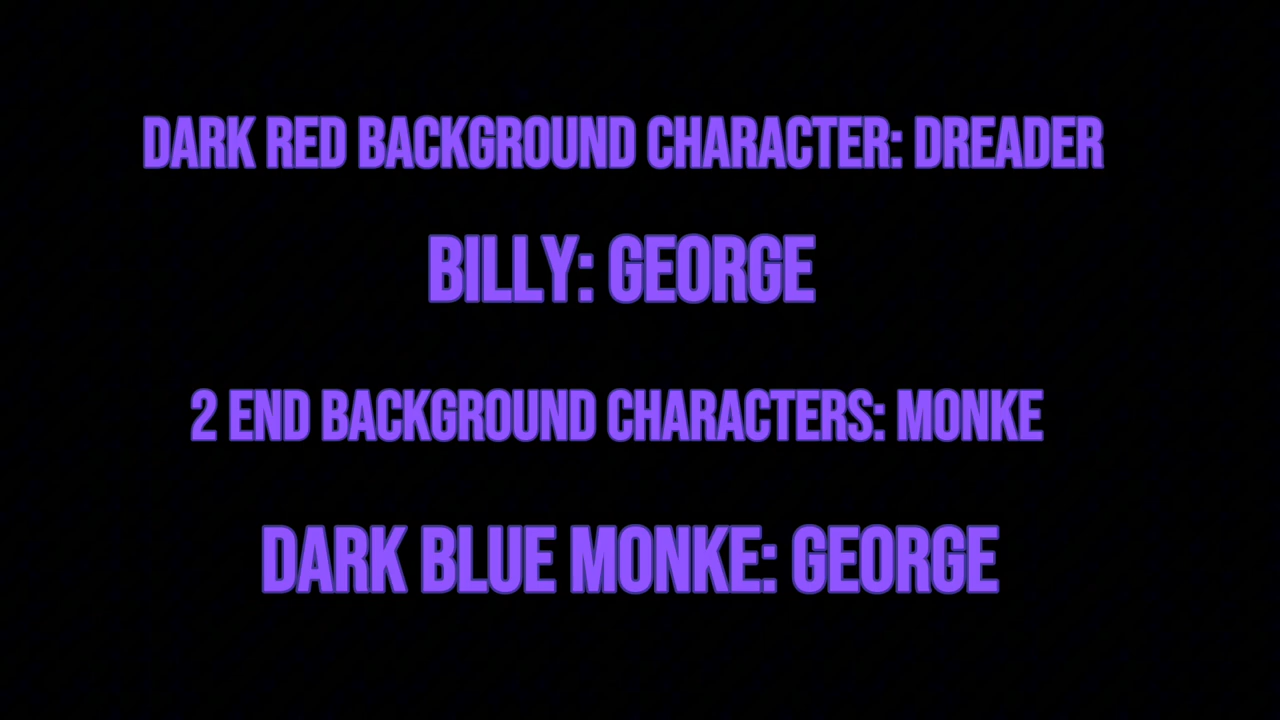 DARK RED BACKGROUND CHARACTER: DREADER
BILLY: GEORGE
2 END BACKGROUND CHARACTERS: MONKE
DARK BLUE MONKE: GEORGE